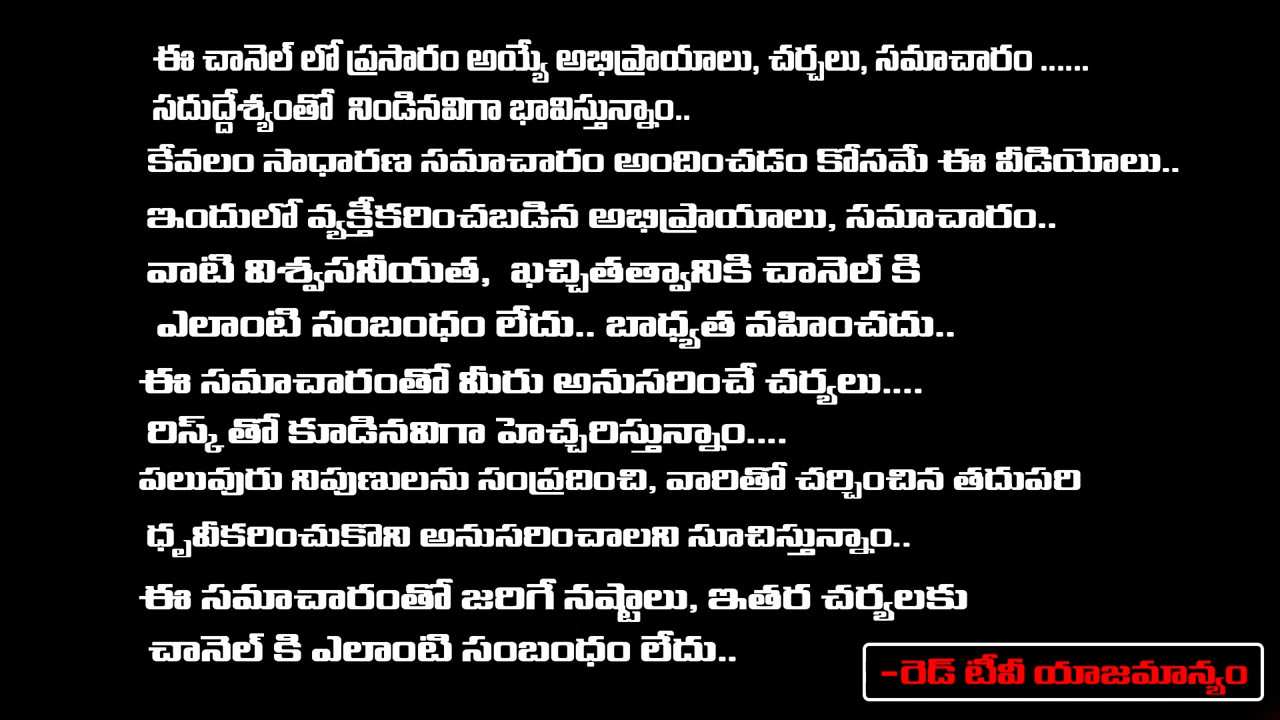 ఈ చానెల్ లో ప్రసారం అయ్యే అభిప్రాయాలు, చర్చలు, సమాచారం ......
సదుద్దేశ్యంతో నిండినవిగా భావిస్తున్నాం..
కేవలం సాధారణ సమాచారం అందించడం కోసమే ఈ వీడియోలు..
ఇందులో వ్యక్తీకరించబడిన అభిప్రాయాలు, సమాచారం..
వాటి విశ్వసనీయత, ఖచ్చితత్వానికి చానెల్ కి
ఎలాంటి సంబంధం లేదు.. బాధ్యత వహించదు..
ఈ సమాచారంతో మీరు అనుసరించే చర్యలు....
రిస్క్ తో కూడినవిగా హెచ్చరిస్తున్నాం....
పలువురు నిపుణులను సంప్రదించి, వారితో చర్చించిన తదుపరి
ధృవీకరించుకొని అనుసరించాలని సూచిస్తున్నాం..
ఈ సమాచారంతో జరిగే నష్టాలు, ఇతర చర్యలకు
చానెల్ కి ఎలాంటి సంబంధం లేదు..
-రెడ్ టీవీ యాజమాన్యం